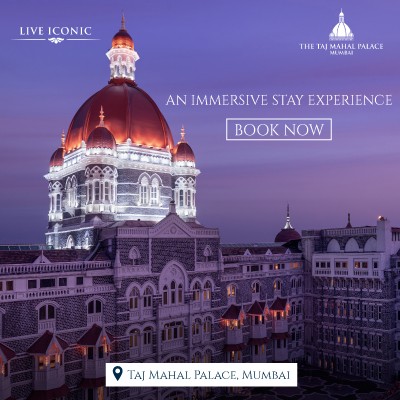 LIVE ICONIC
THE TAJ MAHAL PALACE
MUMBAI
AN IMMERSIVE STAY EXPERIENCE
BOOK NOW
TAJ MAHAL PALACE, MUMBAI